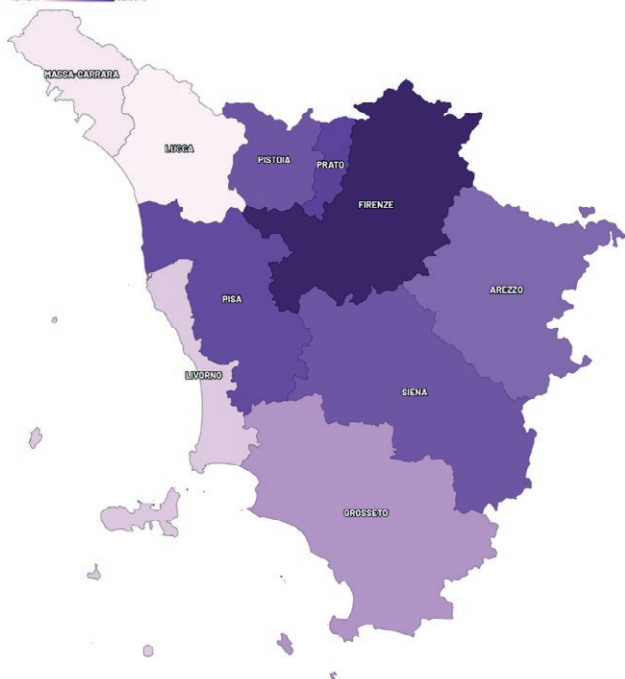 MASSA-CARRARA
LUCCA
PISTOIA
PRATO
FIRENZE
AREZZO
PISA
LIVORNO
SIENA
GROSSETO